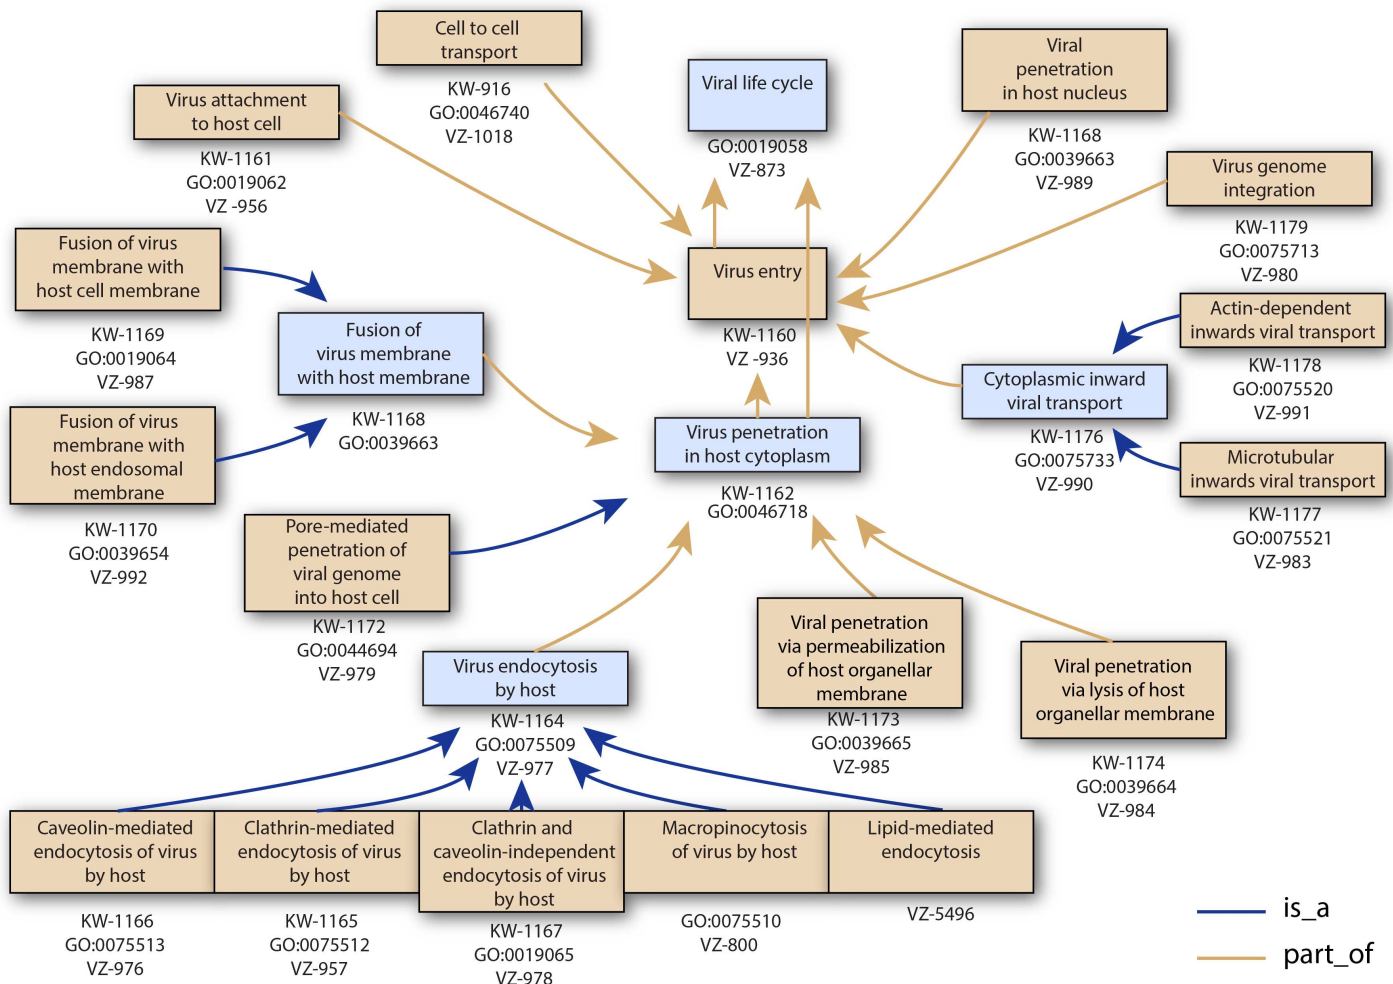 Cell to cell
transport
KW-916
GO:0046740
VZ-1018
Viral life cycle
GO:0019058
VZ-873
Viral
penetration
in host nucleus
KW-1168
GO:0039663
VZ-989
Virus attachment
to host cell
KW-1161
GO:0019062
VZ -956
Virus genome
integration
KW-1179
GO:0075713
VZ-980
Fusion of virus
membrane with
host cell membrane
KW-1169
GO:0019064
VZ-987
Virus entry
KW-1160
VZ -936
Fusion of
virus membrane
with host membrane
KW-1168
GO:0039663
Actin-dependent
inwards viral transport
KW-1178
GO:0075520
VZ-991
Cytoplasmic inward
viral transport
KW-1176
GO:0075733
VZ-990
Fusion of virus
membrane with
host endosomal
membrane
KW-1170
GO:0039654
VZ-992
Virus penetration
in host cytoplasm
KW-1162
GO:0046718
Microtubular
inwards viral transport
KW-1177
GO:0075521
VZ-983
Pore-mediated
penetration of
viral genome
into host cell
KW-1172
GO:0044694
VZ-979
Virus endocytosis
by host
KW-1164
GO:0075509
VZ-977
Viral penetration
via permeabilization
of host organellar
membrane
KW-1173
GO:0039665
VZ-985
Viral penetration
via lysis of host
organellar membrane
KW-1174
GO:0039664
VZ-984
Caveolin-mediated
endocytosis of virus
by host
KW-1166
GO:0075513
VZ-976
Clathrin-mediated
endocytosis of virus
by host
KW-1165
GO:0075512
VZ-957
Clathrin and
caveolin-independent
endocytosis of virus
by host
KW-1167
GO:0019065
VZ-978
Macropinocytosis
of virus by host
GO:0075510
VZ-800
Lipid-mediated
endocytosis
VZ-5496
is_a
part_of